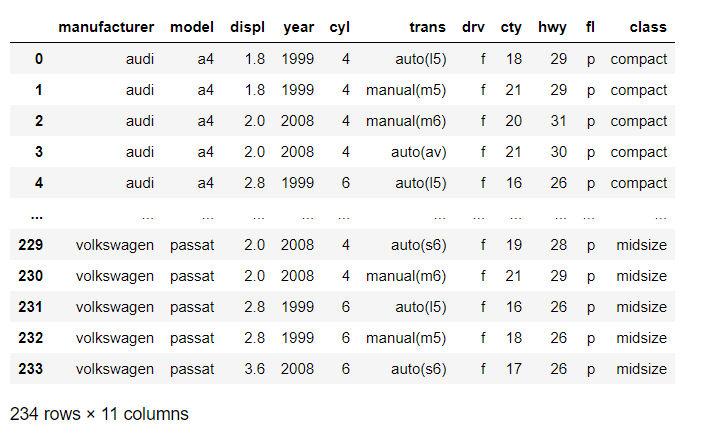 manufacturer model displ year cyl trans drv cty hwy fl class
0 audi a4 1.8 1999 4 auto(l5) f 18 29 p compact
1 audi a4 1.8 1999 4 manual(m5) f 21 29 p compact
2 audi a4 2.0 2008 4 manual(m6) f 20 31 p compact
3 audi a4 2.0 2008 4 auto(av) f 21 30 p compact
4 audi a4 2.8 1999 6 auto(l5) f 16 26 p compact
... ... ... ... ... ... ... ... ... ... ... ...
229 volkswagen passat 2.0 2008 4 auto(s6) f 19 28 p midsize
230 volkswagen passat 2.0 2008 4 manual(m6) f 21 29 p midsize
231 volkswagen passat 2.8 1999 6 auto(l5) f 16 26 p midsize
232 volkswagen passat 2.8 1999 6 manual(m5) f 18 26 p midsize
233 volkswagen passat 3.6 2008 6 auto(s6) f 17 26 p midsize
234 rows × 11 columns